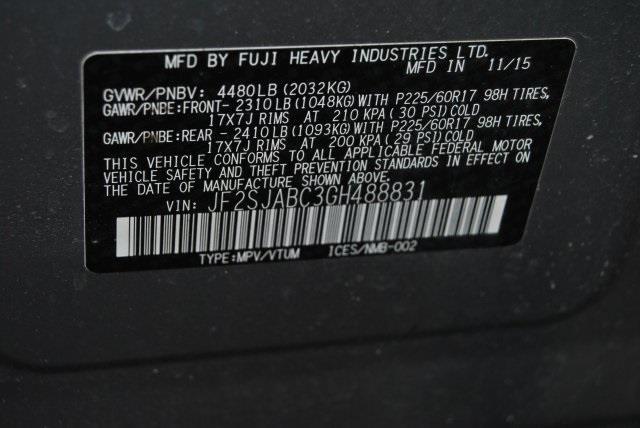 MFD BY FUJI HEAVY INDUSTRIES LTD.
MFD IN 11/15
GVWR/PNBV: 4480LB(2032KG)
GAWR/PNBE:FRONT- 2310LB(1048KG)WITH P225/60R17 98H TIRES,
17X7J RIMS AT 210 KPA(30 PSI)COLD
GAWR/PNBE:REAR - 2410LB(1093KG)WITH P225/60R17 98H TIRES,
17X7J RIMS AT 200 KPA(29 PSI)COLD
THIS VEHICLE CONFORMS TO ALL APPLICABLE FEDERAL MOTOR
VEHICLE SAFETY AND THEFT PREVENTION STANDARDS IN EFFECT ON
THE DATE OF MANUFACTURE SHOWN ABOVE.
VIN: JF2SJABC3GH488831
TYPE:MPV/VTUM ICES/NMB-002